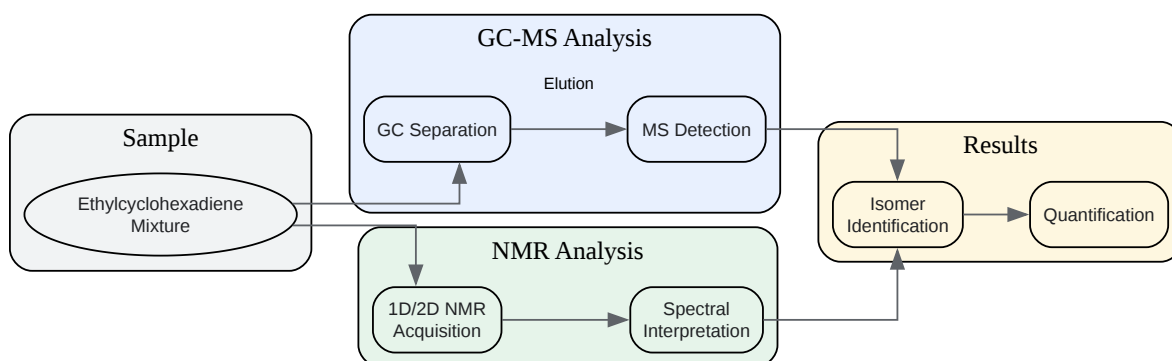 Sample
Ethylcyclohexadiene
Mixture
GC-MS Analysis
Elution
GC Separation
MS Detection
NMR Analysis
1D/2D NMR
Acquisition
Spectral
Interpretation
Results
Isomer
Identification
Quantification